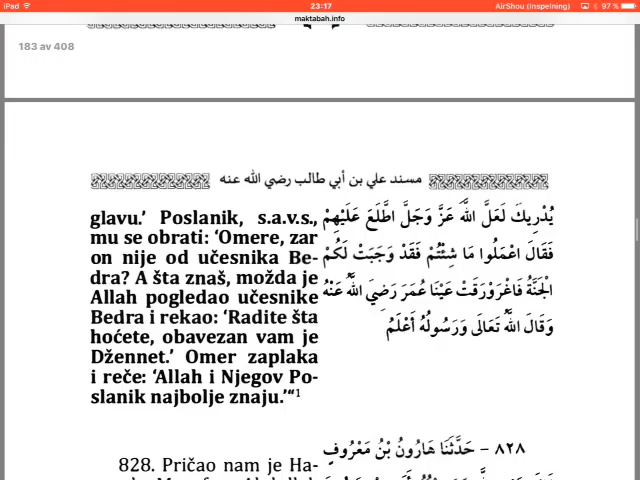 iPad 23:17 AirShou (Inspelning) 97 %
maktabah.info
183 av 408
مسند علي بن أبي طالب رضي الله عنه
glavu.’ Poslanik, s.a.v.s.,
mu se obrati: ‘Omere, zar
on nije od učesnika Be-
dra? A šta znaš, možda je
Allah pogledao učesnike
Bedra i rekao: ‘Radite šta
hoćete, obavezan vam je
Džennet.’ Omer zaplaka
i reče: ‘Allah i Njegov Po-
slanik najbolje znaju.’“1
828. Pričao nam je Ha-
يُدْرِيكَ لَعَلَّ اللَّهَ عَزَّ وَجَلَّ اطَّلَعَ عَلَيْهِمْ
فَقَالَ اعْمَلُوا مَا شِئْتُمْ فَقَدْ وَجَبَتْ لَكُمْ
الْجَنَّةُ فَاغْرَوْرَقَتْ عَيْنَا عُمَرَ رَضِيَ اللَّهُ عَنْهُ
وَقَالَ اللَّهُ تَعَالَى وَرَسُولُهُ أَعْلَمُ
٨٢٨ – حَدَّثَنَا هَارُونُ بْنُ مَعْرُوفٍ